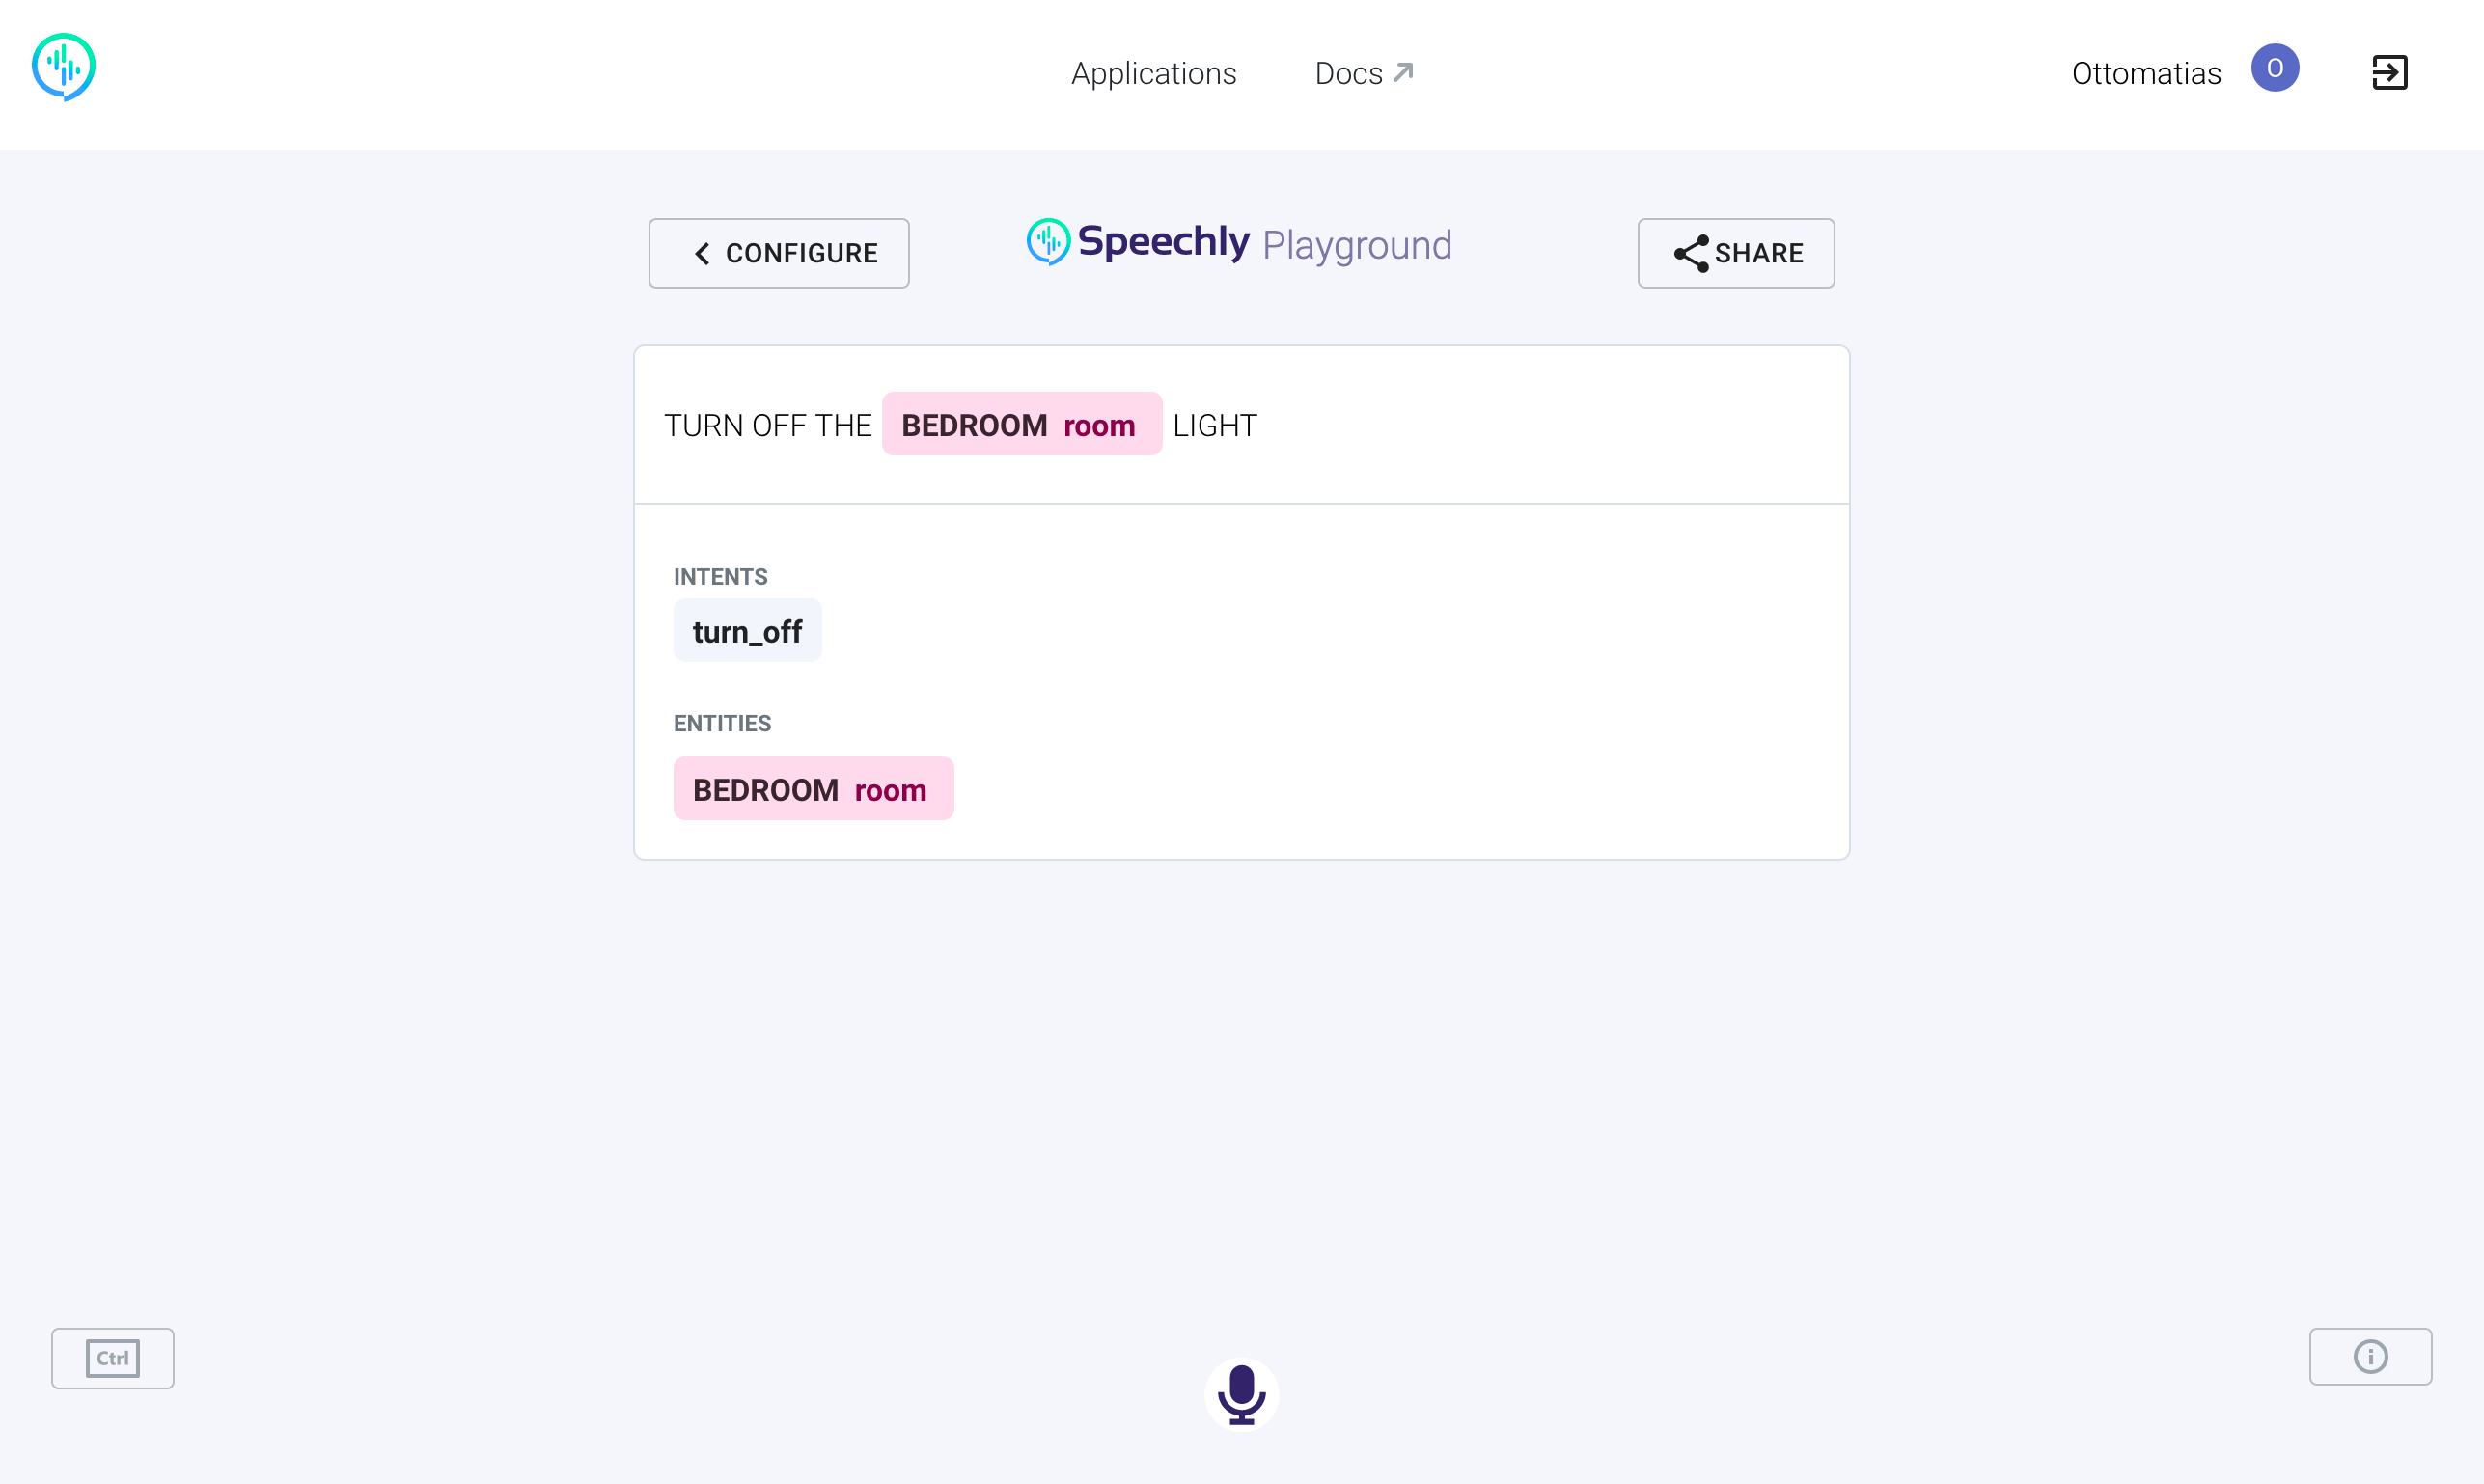 Applications Docs Ottomatias O
CONFIGURE Speechly Playground SHARE
TURN OFF THE BEDROOM room LIGHT
INTENTS
turn_off
ENTITIES
BEDROOM room
Ctrl